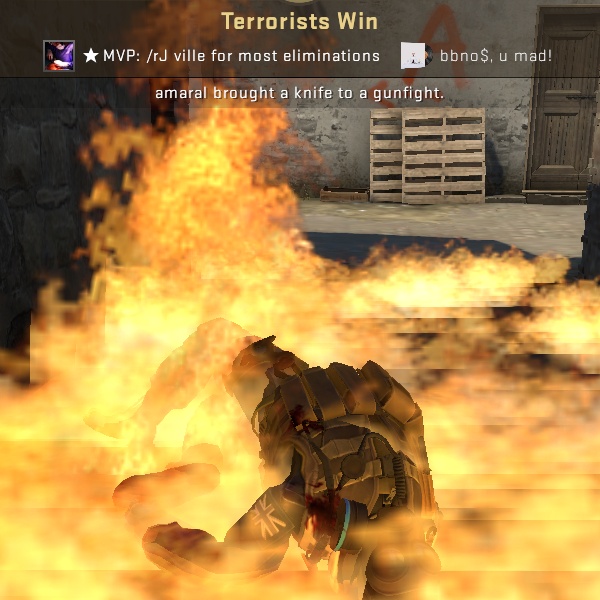 Terrorists Win
MVP: /rJ ville for most eliminations bbno$, u mad!
amaral brought a knife to a gunfight.
A